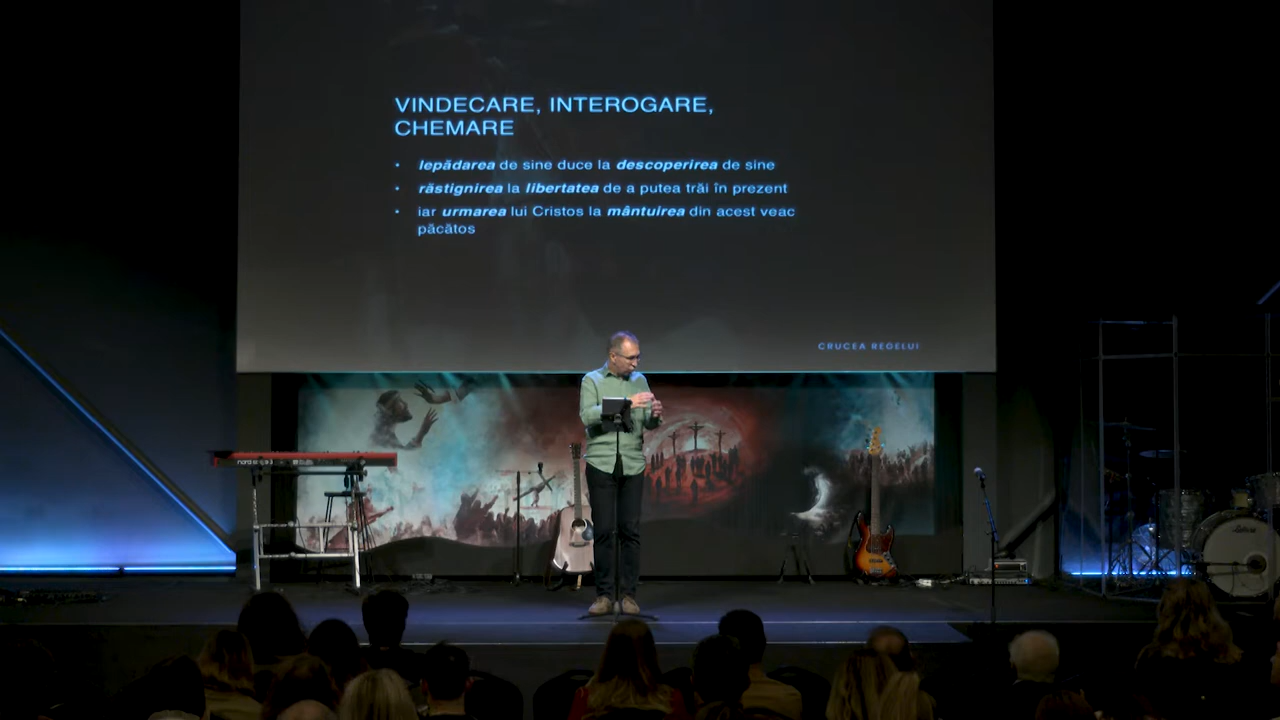 VINDECARE, INTEROGARE,
CHEMARE
• lepădarea de sine duce la descoperirea de sine
• răstignirea la libertatea de a putea trăi în prezent
• iar urmarea lui Cristos la mântuirea din acest veac
păcătos
CRUCEA REGELUI
nord